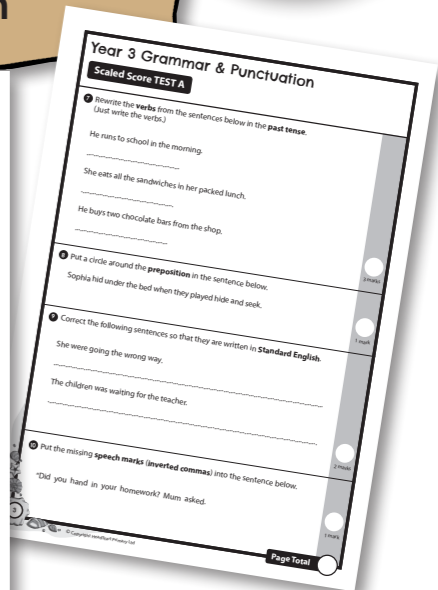 n
Year 3 Grammar & Punctuation
Scaled Score TEST A
7 Rewrite the verbs from the sentences below in the past tense.
(Just write the verbs.)
He runs to school in the morning.
She eats all the sandwiches in her packed lunch.
He buys two chocolate bars from the shop.
3 marks
8 Put a circle around the preposition in the sentence below.
Sophia hid under the bed when they played hide and seek.
1 mark
9 Correct the following sentences so that they are written in Standard English.
She were going the wrong way.
The children was waiting for the teacher.
2 marks
10 Put the missing speech marks (inverted commas) into the sentence below.
"Did you hand in your homework? Mum asked.
1 mark
© Copyright HeadStart Primary Ltd
Page Total